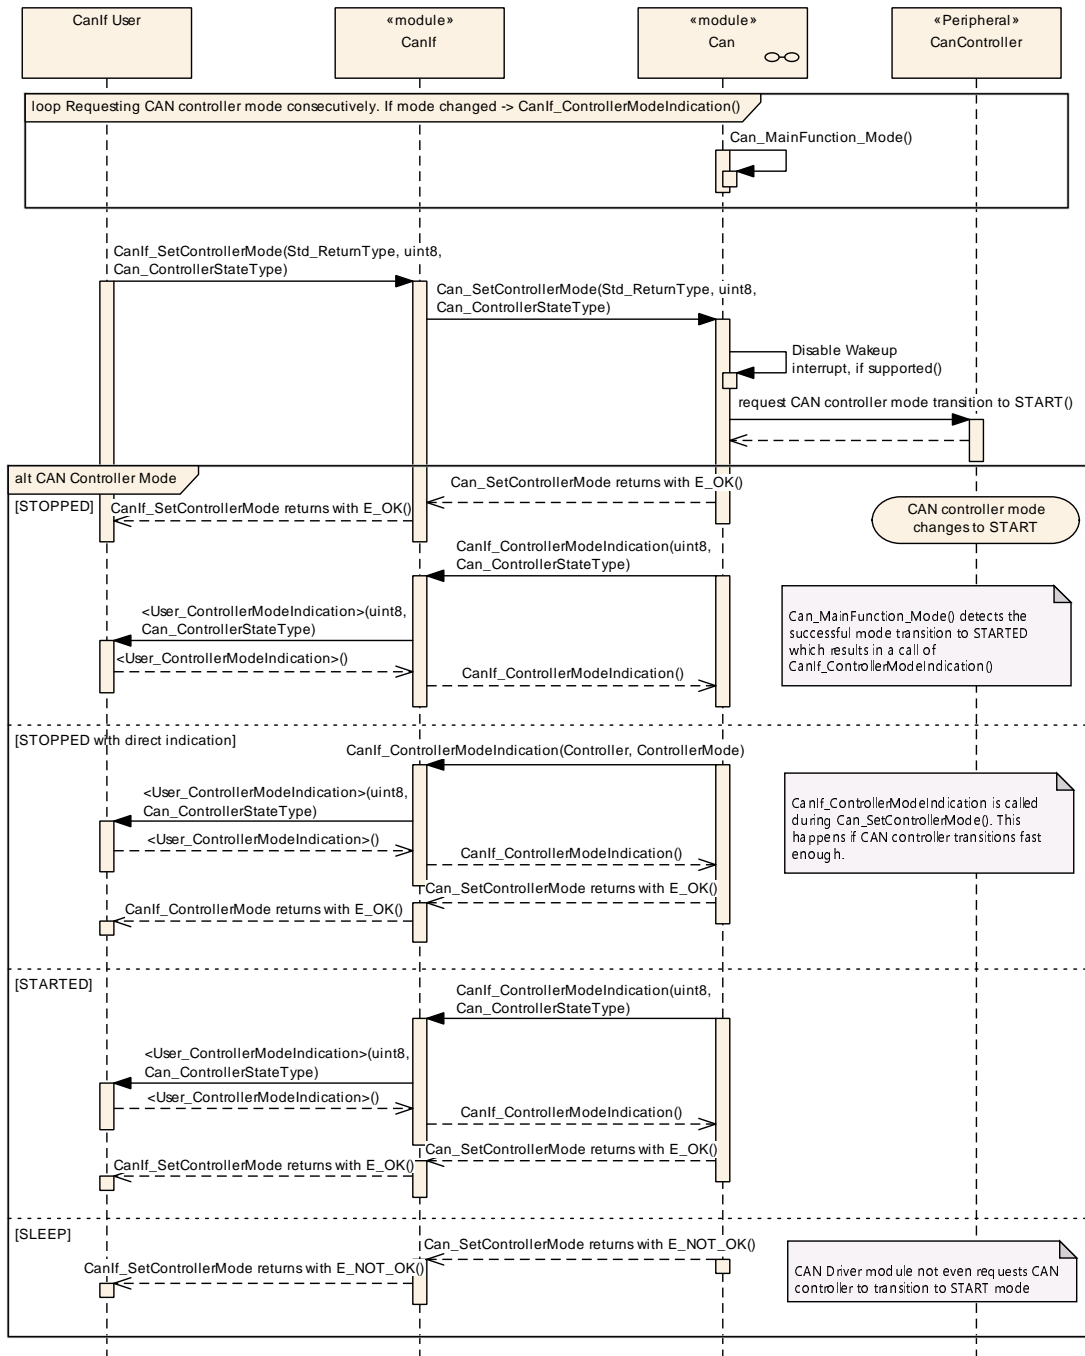 CanIf User
«module»
CanIf
«module»
Can
«Peripheral»
CanController
loop Requesting CAN controller mode consecutively. If mode changed -> CanIf_ControllerModeIndication()
Can_MainFunction_Mode()
CanIf_SetControllerMode(Std_ReturnType, uint8,
Can_ControllerStateType)
Can_SetControllerMode(Std_ReturnType, uint8,
Can_ControllerStateType)
Disable Wakeup
interrupt, if supported()
request CAN controller mode transition to START()
alt CAN Controller Mode
[STOPPED]
Can_SetControllerMode returns with E_OK()
CanIf_SetControllerMode returns with E_OK()
CAN controller mode
changes to START
CanIf_ControllerModeIndication(uint8,
Can_ControllerStateType)
<User_ControllerModeIndication>(uint8,
Can_ControllerStateType)
<User_ControllerModeIndication>()
CanIf_ControllerModeIndication()
Can_MainFunction_Mode() detects the
successful mode transition to STARTED
which results in a call of
CanIf_ControllerModeIndication()
[STOPPED with direct indication]
CanIf_ControllerModeIndication(Controller, ControllerMode)
<User_ControllerModeIndication>(uint8,
Can_ControllerStateType)
<User_ControllerModeIndication>()
CanIf_ControllerModeIndication()
Can_SetControllerMode returns with E_OK()
CanIf_ControllerMode returns with E_OK()
CanIf_ControllerModeIndication is called
during Can_SetControllerMode(). This
happens if CAN controller transitions fast
enough.
[STARTED]
CanIf_ControllerModeIndication(uint8,
Can_ControllerStateType)
<User_ControllerModeIndication>(uint8,
Can_ControllerStateType)
<User_ControllerModeIndication>()
CanIf_ControllerModeIndication()
Can_SetControllerMode returns with E_OK()
CanIf_SetControllerMode returns with E_OK()
[SLEEP]
Can_SetControllerMode returns with E_NOT_OK()
CanIf_SetControllerMode returns with E_NOT_OK()
CAN Driver module not even requests CAN
controller to transition to START mode